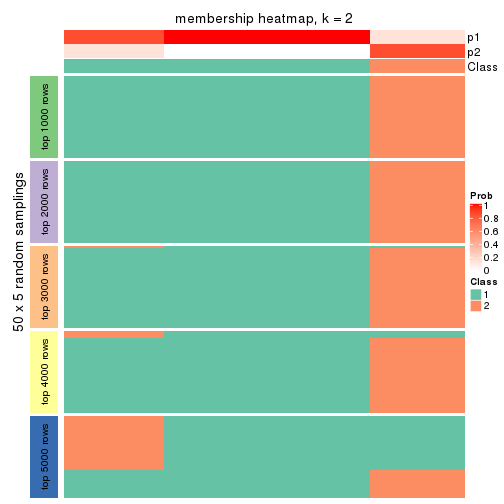 membership heatmap, k = 2
p1
p2
Class
50 x 5 random samplings
top 1000 rows
top 2000 rows
top 3000 rows
top 4000 rows
top 5000 rows
Prob
1
0.8
0.6
0.4
0.2
0
Class
1
2